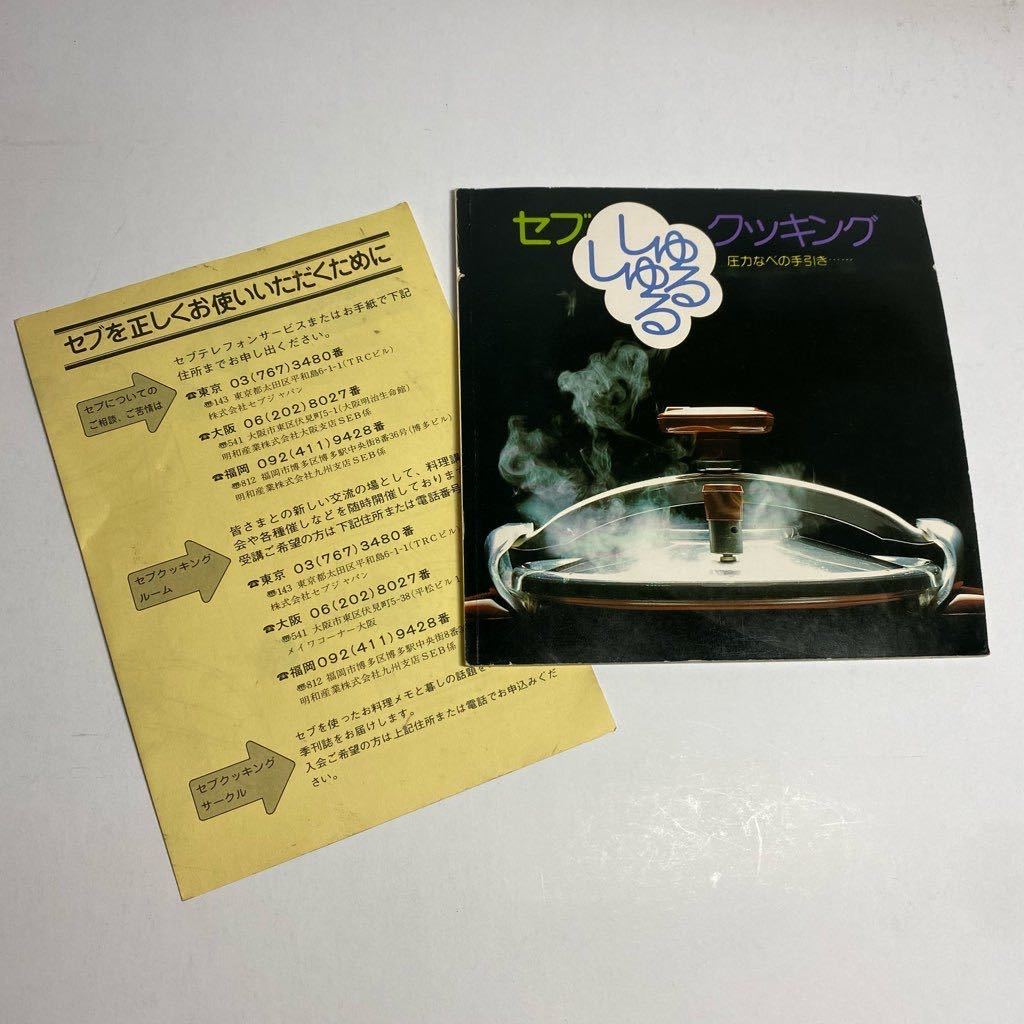 セブを正しくお使いいただくために
セブについての
ご相談、ご苦情は
セブテレフォンサービスまたはお手紙で下記
住所までお申し出ください。
☎東京 03(767)3480番
〠143 東京都太田区平和島6-1-1(TRCビル)
株式会社セブジャパン
☎大阪 06(202)8027番
〠541 大阪市東区伏見町5-1(大阪明治生命館)
明和産業株式会社大阪支店SEB係
☎福岡 092(411)9428番
〠812 福岡市博多区博多駅中央街8番36号(博多ビル)
明和産業株式会社九州支店SEB係
セブクッキング
ルーム
皆さまとの新しい交流の場として、料理講
会や各種催しなどを随時開催しておりま
受講ご希望の方は下記住所または電話番号
☎東京 03(767)3480番
〠143 東京都太田区平和島6-1-1(TRCビル)
株式会社セブジャパン
☎大阪 06(202)8027番
〠541 大阪市東区伏見町5-38(平松ビル1
メイワコーナー大阪
☎福岡092(411)9428番
〠812 福岡市博多区博多駅中央街8番3
明和産業株式会社九州支店SEB係
セブクッキング
サークル
セブを使ったお料理メモと暮しの話題を
季刊誌をお届けします。
入会ご希望の方は上記住所または電話でお申込みくだ
さい。
セブ
しゅる
しゅる
クッキング
圧力なべの手引き……